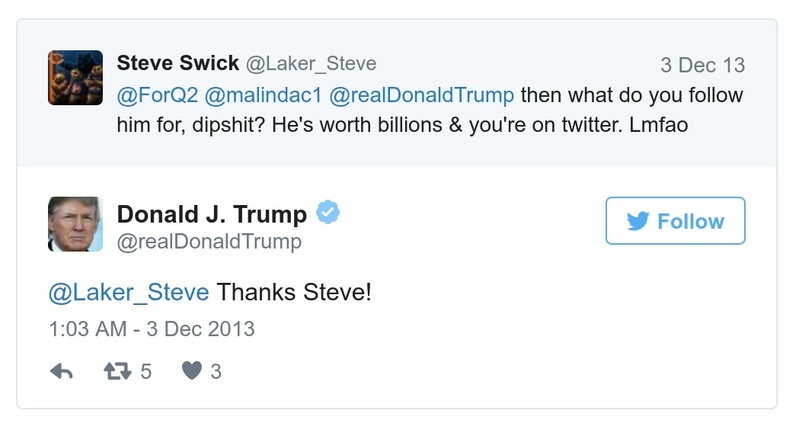 Steve Swick @Laker_Steve 3 Dec 13
@ForQ2 @malindac1 @realDonaldTrump then what do you follow
him for, dipshit? He's worth billions & you're on twitter. Lmfao
Donald J. Trump
@realDonaldTrump
Follow
@Laker_Steve Thanks Steve!
1:03 AM - 3 Dec 2013
5 3